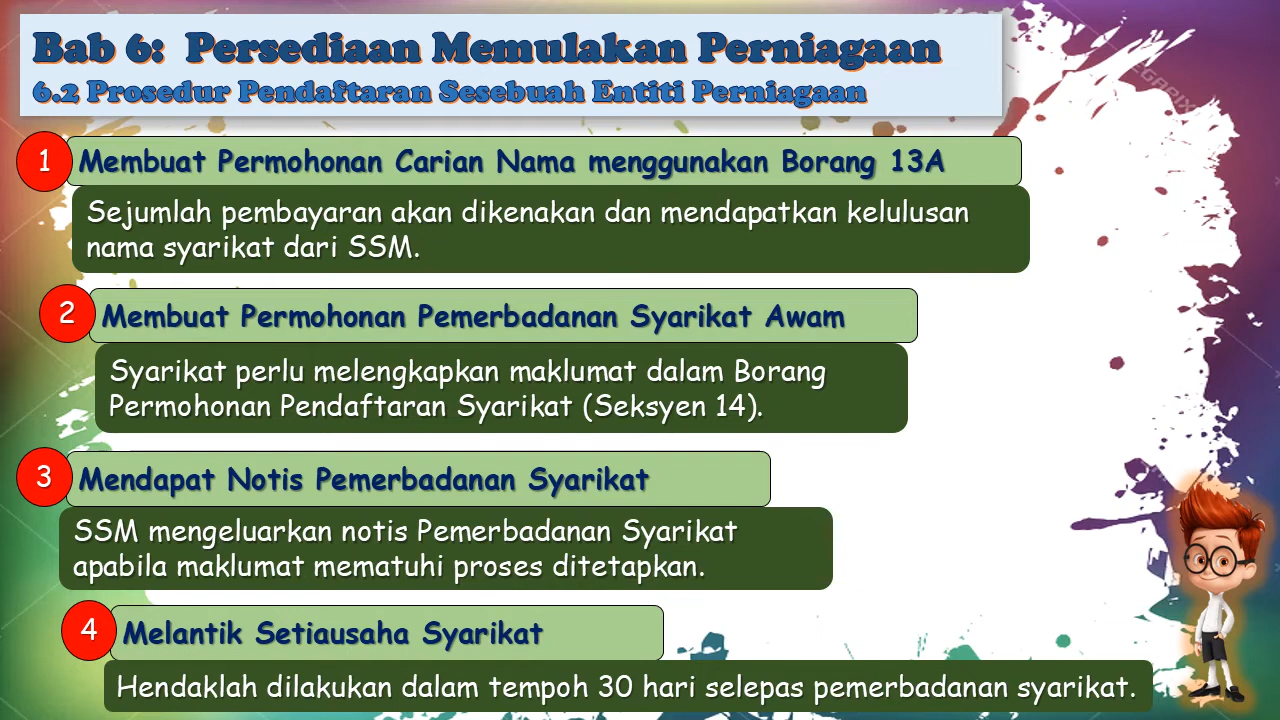 Bab 6: Persediaan Memulakan Perniagaan
6.2 Prosedur Pendaftaran Sesebuah Entiti Perniagaan
1
Membuat Permohonan Carian Nama menggunakan Borang 13A
Sejumlah pembayaran akan dikenakan dan mendapatkan kelulusan
nama syarikat dari SSM.
2
Membuat Permohonan Pemerbadanan Syarikat Awam
Syarikat perlu melengkapkan maklumat dalam Borang
Permohonan Pendaftaran Syarikat (Seksyen 14).
3
Mendapat Notis Pemerbadanan Syarikat
SSM mengeluarkan notis Pemerbadanan Syarikat
apabila maklumat mematuhi proses ditetapkan.
4
Melantik Setiausaha Syarikat
Hendaklah dilakukan dalam tempoh 30 hari selepas pemerbadanan syarikat.